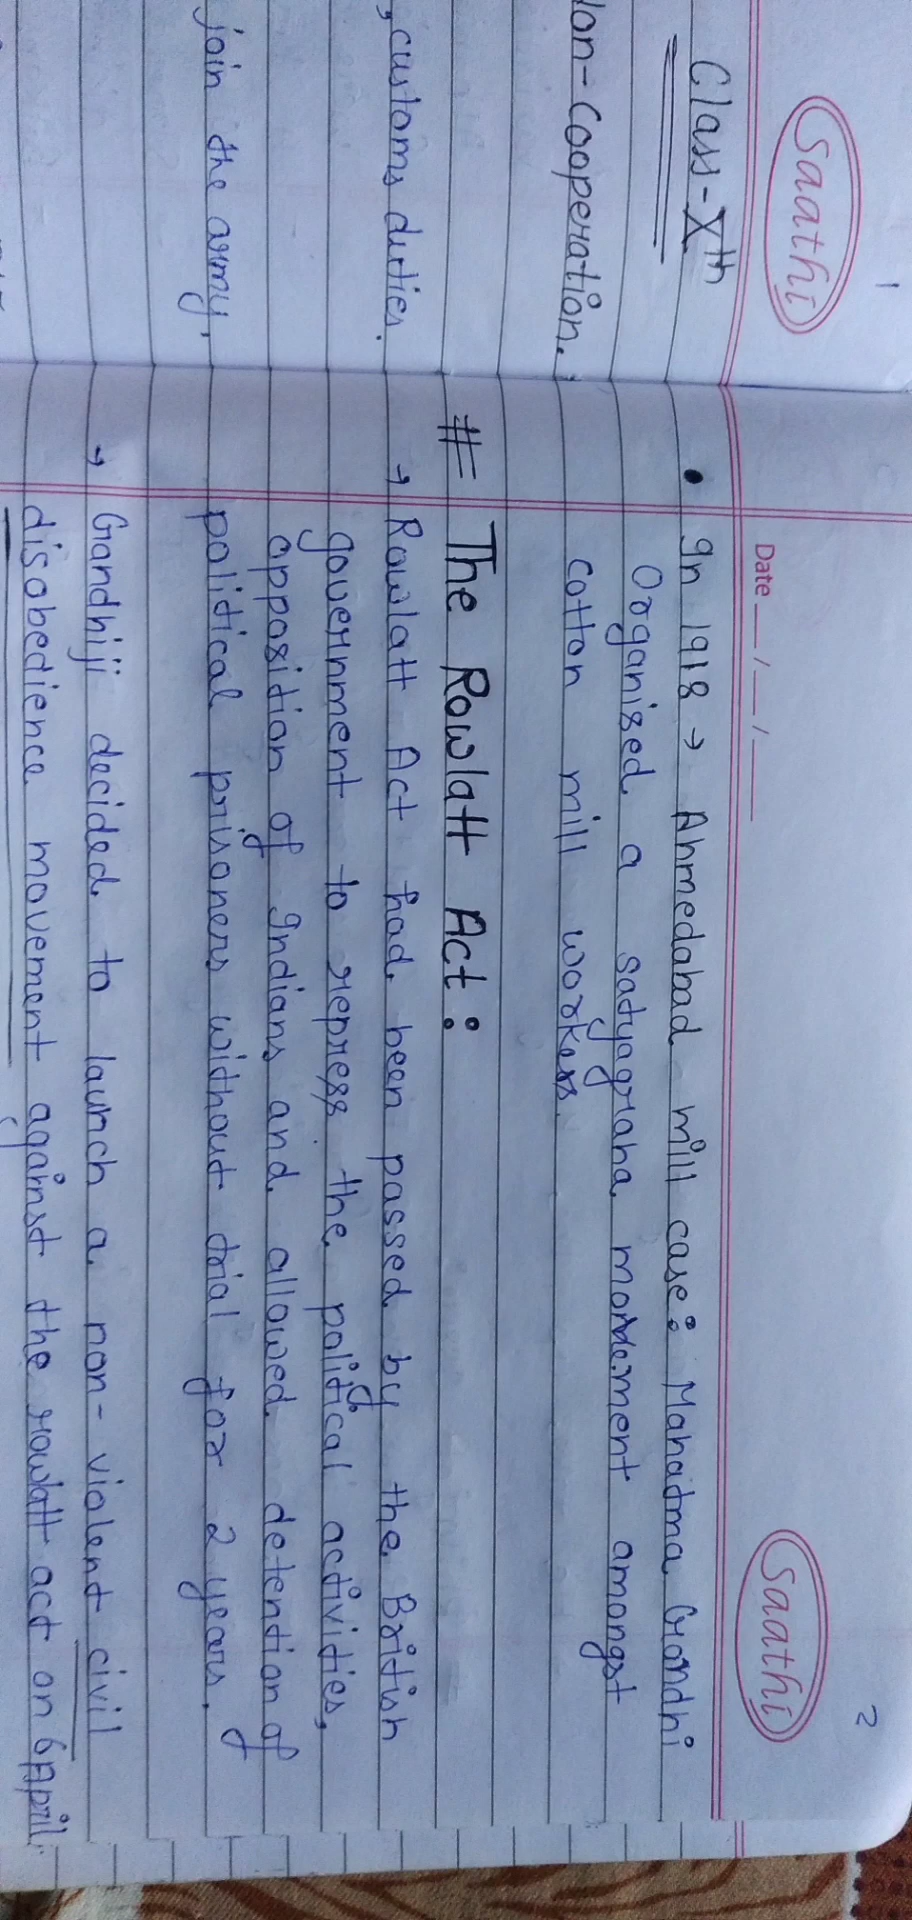 1
Saathi
Class-Xth
Non-Cooperation.
, customs duties.
join the army,
2
Date __/__/__
Saathi
• In 1918 → Ahmedabad mill case: Mahatma Gandhi
Organised a satyagraha movement amongst
cotton mill workers.
# The Rowlatt Act:
→ Rowlatt Act had been passed by the British
government to repress the political activities,
opposition of Indians and allowed detention of
political prisoners without trial for 2 years.
→ Gandhiji decided to launch a non-violent civil
disobedience movement against the rowlatt act on 6 April.